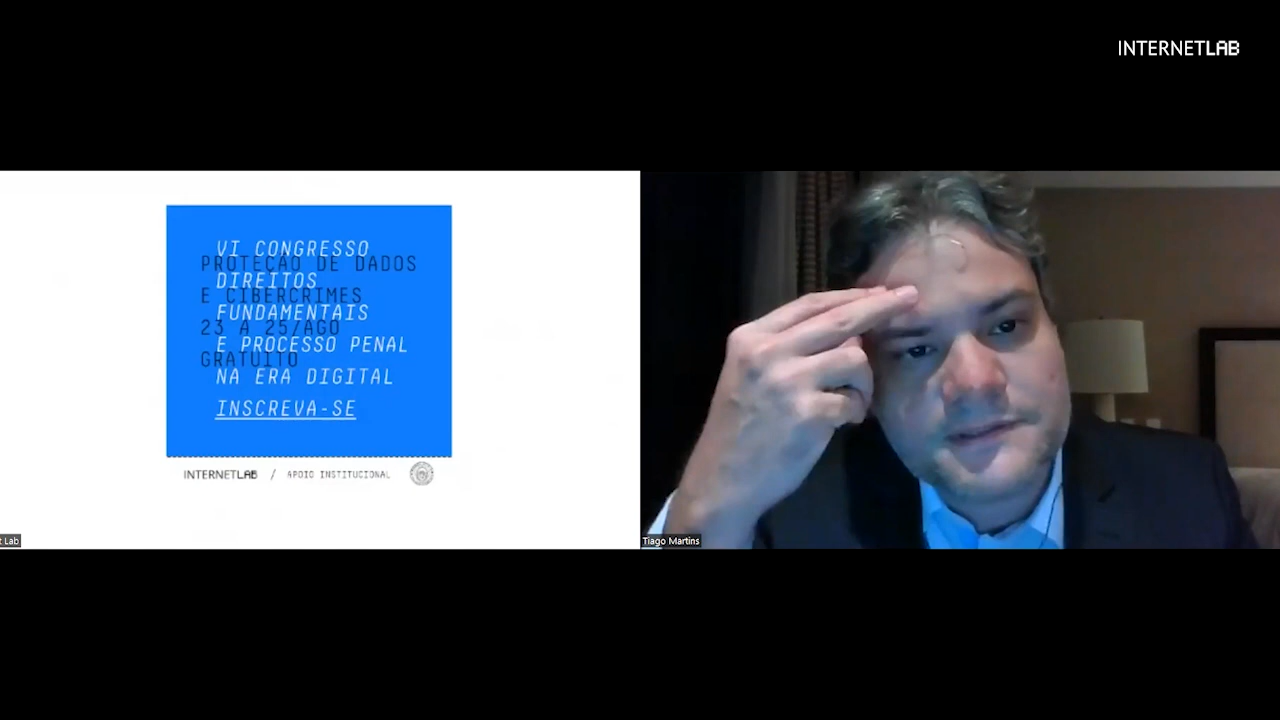 INTERNETLAB
VI CONGRESSO
DIREITOS
FUNDAMENTAIS
E PROCESSO PENAL
NA ERA DIGITAL
INSCREVA-SE
PROTEÇÃO DE DADOS
E CIBERCRIMES
23 A 25/AGO
GRATUITO
INTERNETLAB / APOIO INSTITUCIONAL
t Lab
Tiago Martins